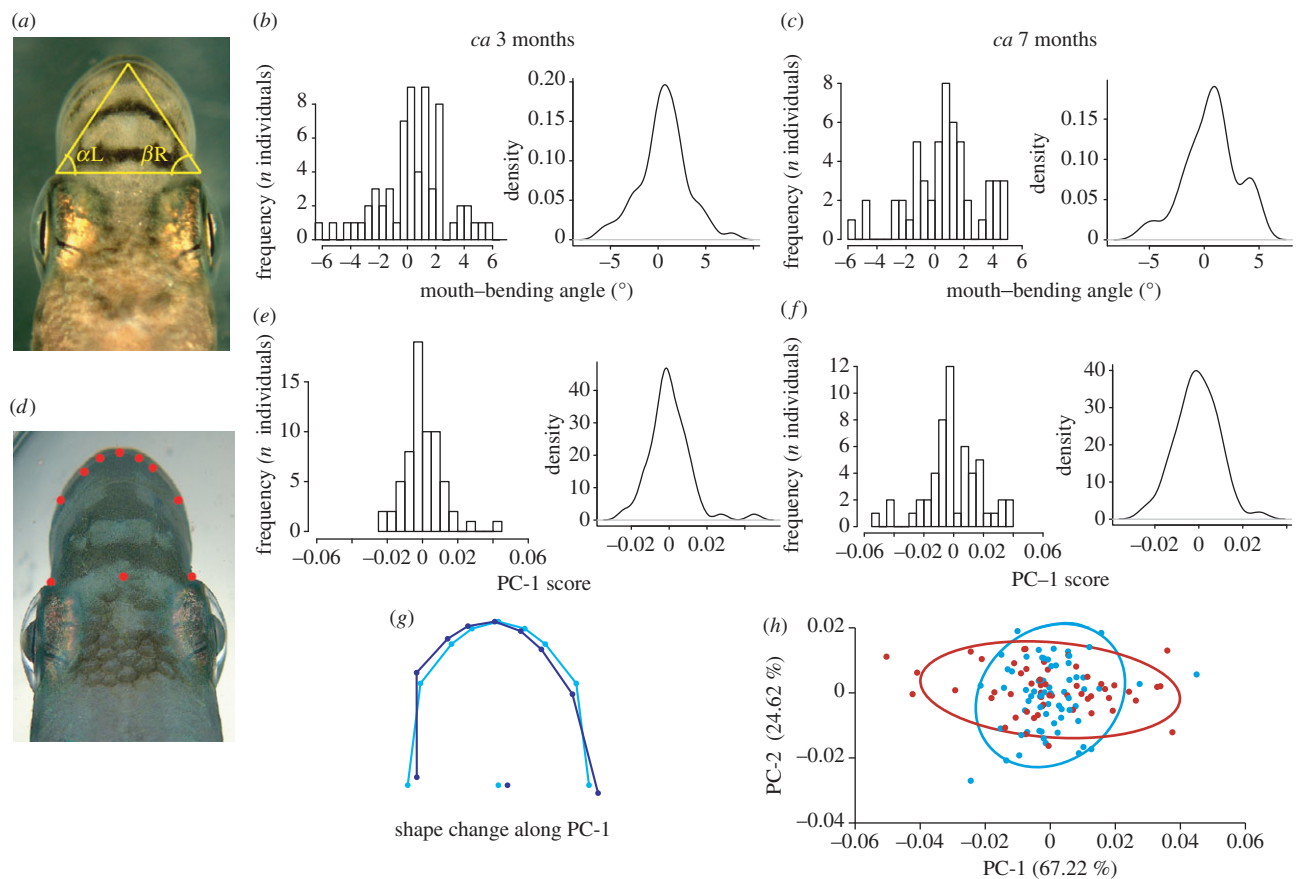 (a)
αL βR
(b)
ca 3 months
frequency (n individuals)
8
6
4
2
0
−6 −4 −2 0 2 4 6
density
0.20
0.15
0.10
0.05
0
−5 0 5
mouth–bending angle (°)
(c)
ca 7 months
frequency (n individuals)
8
6
4
2
0
−6 −4 −2 0 2 4 6
density
0.15
0.10
0.05
0
−5 0 5
mouth–bending angle (°)
(d)
(e)
frequency (n individuals)
15
10
5
0
−0.06 −0.02 0 0.02 0.06
density
40
30
20
10
0
−0.02 0 0.02
PC-1 score
(f)
frequency (n individuals)
12
10
8
6
4
2
0
−0.06 −0.02 0 0.02 0.06
density
40
30
20
10
0
−0.02 0 0.02
PC–1 score
(g)
shape change along PC-1
(h)
PC-2 (24.62 %)
0.02
0
−0.02
−0.04
−0.06 −0.04 −0.02 0 0.02 0.04 0.06
PC-1 (67.22 %)